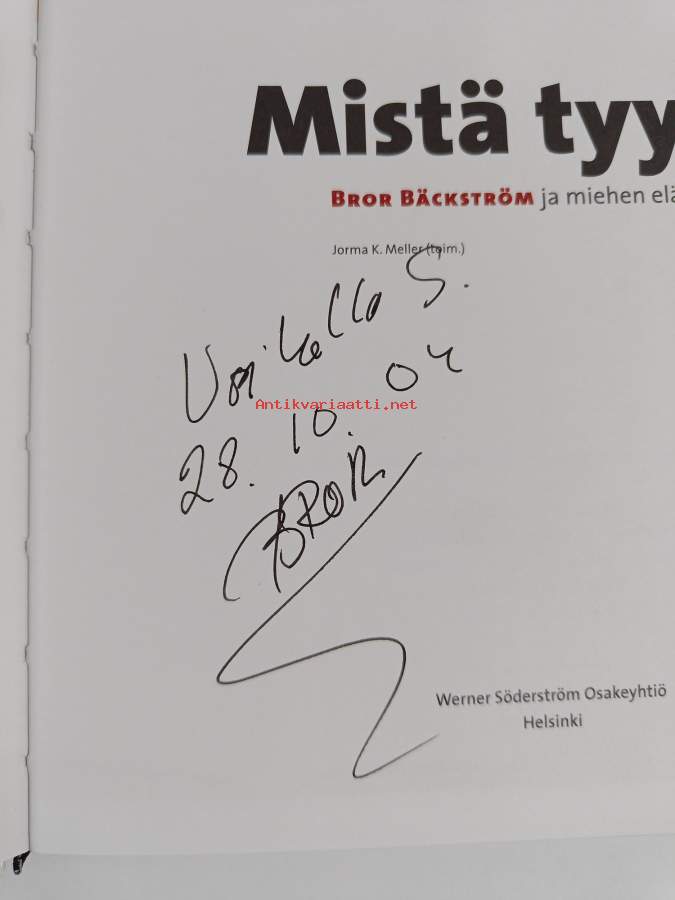 Mistä tyy
BROR BÄCKSTRÖM ja miehen elä
Jorma K. Meller (toim.)
S.
28. 10. 04
Antikvariaatti.net
BROR
Werner Söderström Osakeyhtiö
Helsinki